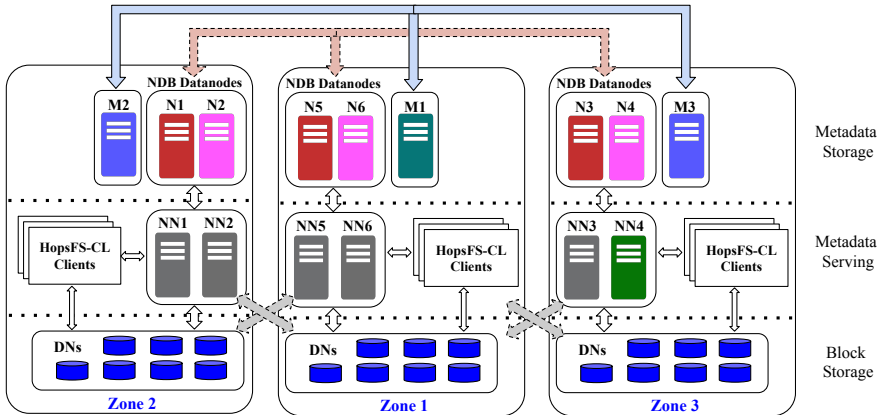 NDB Datanodes
M2
N1
N2
NDB Datanodes
N5
N6
M1
NDB Datanodes
N3
N4
M3
Metadata
Storage
HopsFS-CL
Clients
NN1
NN2
NN5
NN6
HopsFS-CL
Clients
NN3
NN4
HopsFS-CL
Clients
Metadata
Serving
DNs
DNs
DNs
Block
Storage
Zone 2
Zone 1
Zone 3